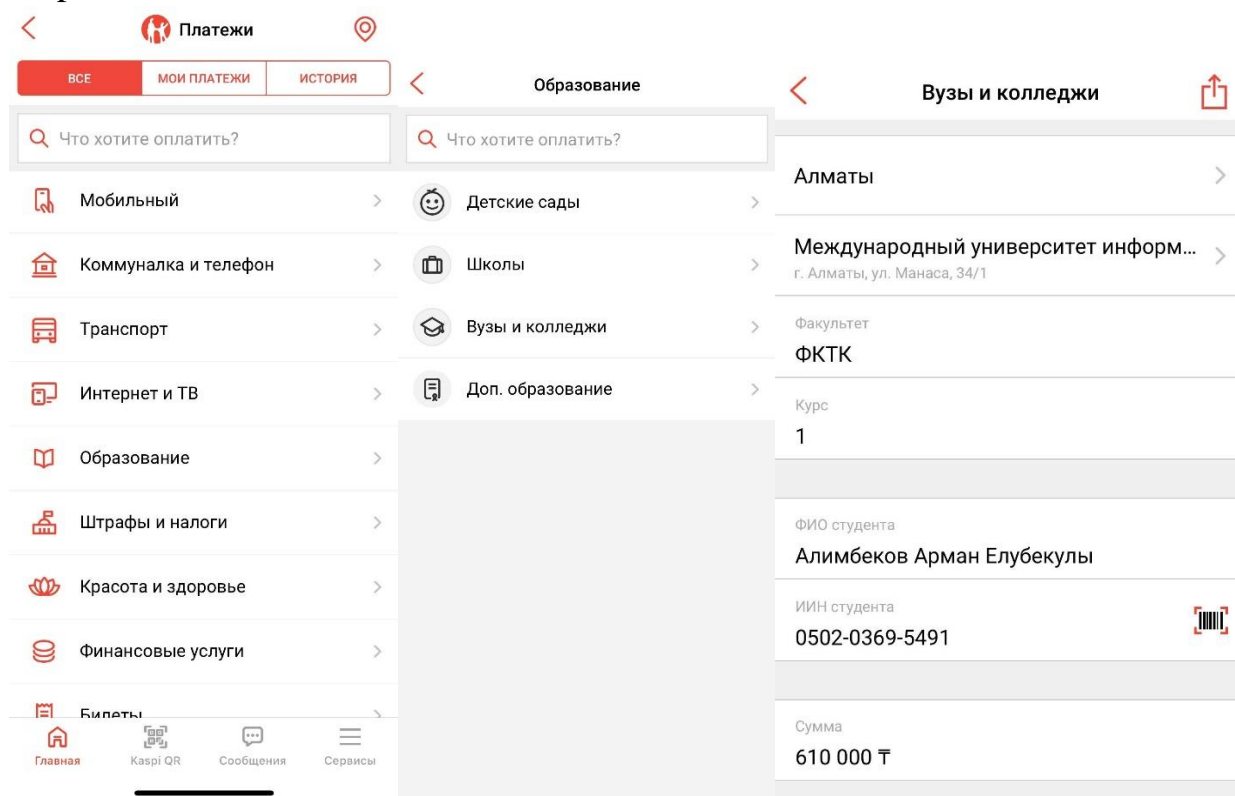 Платежи
ВСЕ
МОИ ПЛАТЕЖИ
ИСТОРИЯ
Что хотите оплатить?
Мобильный
Коммуналка и телефон
Транспорт
Интернет и ТВ
Образование
Штрафы и налоги
Красота и здоровье
Финансовые услуги
Билеты
Главная
Kaspi QR
Сообщения
Сервисы
Образование
Что хотите оплатить?
Детские сады
Школы
Вузы и колледжи
Доп. образование
Вузы и колледжи
Алматы
Международный университет информ...
г. Алматы, ул. Манаса, 34/1
Факультет
ФКТК
Курс
1
ФИО студента
Алимбеков Арман Елубекулы
ИИН студента
0502-0369-5491
Сумма
610 000 ₸